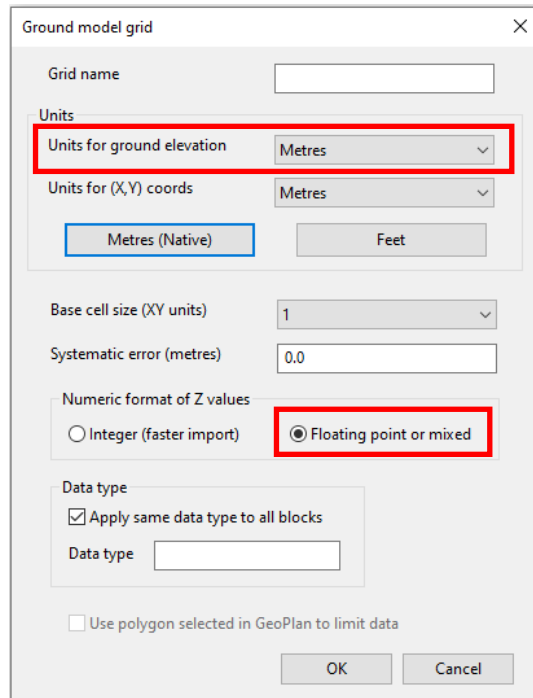 Ground model grid
Grid name
Units
Units for ground elevation Metres
Units for (X,Y) coords Metres
Metres (Native) Feet
Base cell size (XY units) 1
Systematic error (metres) 0.0
Numeric format of Z values
Integer (faster import) Floating point or mixed
Data type
Apply same data type to all blocks
Data type
Use polygon selected in GeoPlan to limit data
OK Cancel